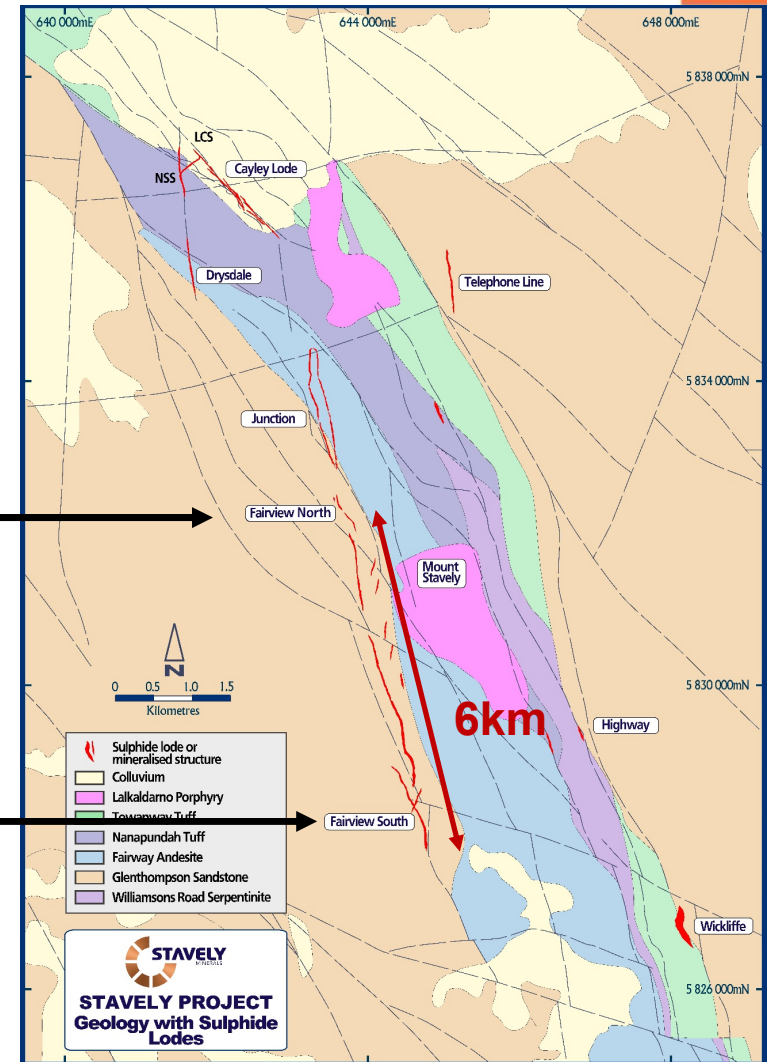 640 000mE
644 000mE
648 000mE
5 838 000mN
LCS
Cayley Lode
NSS
Drysdale
Telephone Line
5 834 000mN
Junction
Fairview North
Mount
Stavely
N
0 0.5 1.0 1.5
Kilometres
5 830 000mN
6km
Highway
Sulphide lode or
mineralised structure
Colluvium
Lalkaldarno Porphyry
Towanway Tuff
Nanapundah Tuff
Fairway Andesite
Glenthompson Sandstone
Williamsons Road Serpentinite
Fairview South
Wickliffe
STAVELY
MINERALS
STAVELY PROJECT
Geology with Sulphide
Lodes
5 826 000mN